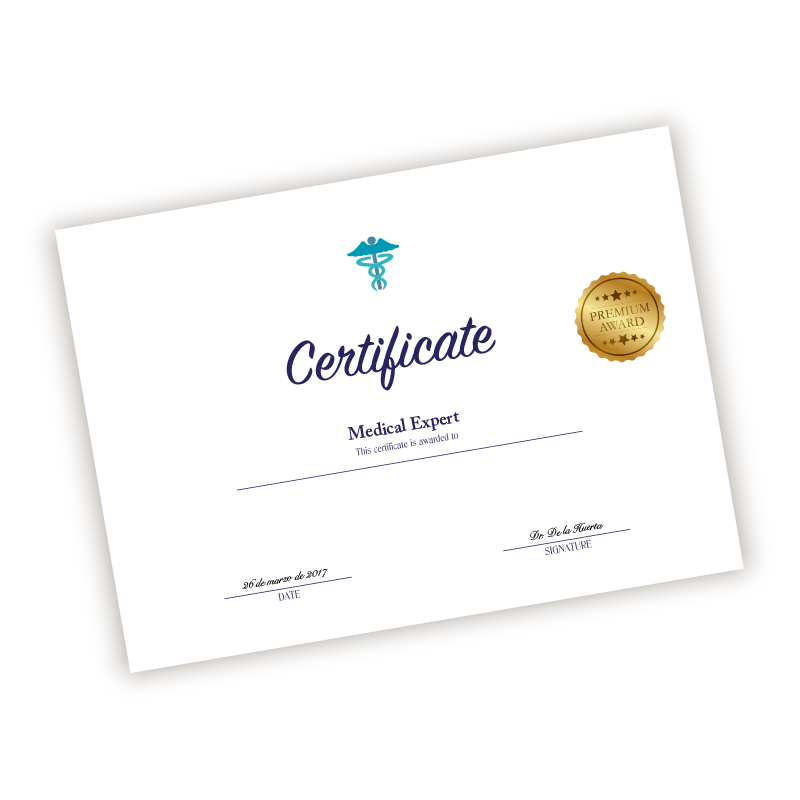 Certificate
Medical Expert
This certificate is awarded to
PREMIUM
AWARD
Dr. De la Huerta
SIGNATURE
26 de marzo de 2017
DATE